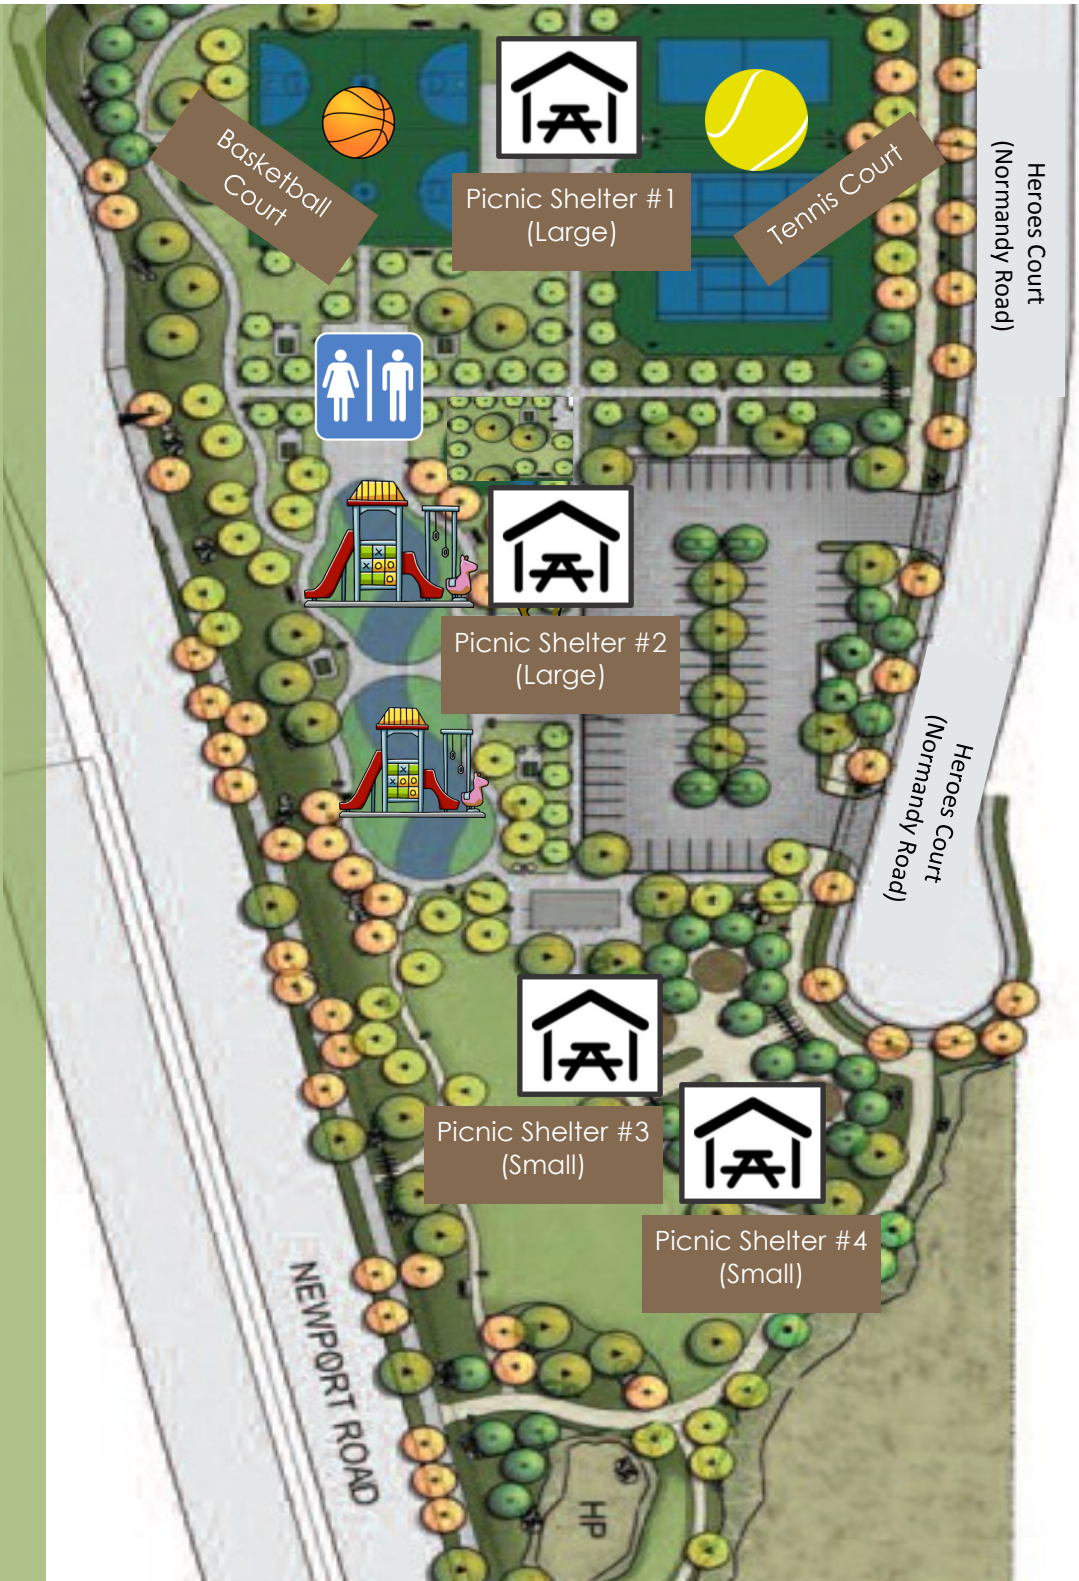 Basketball
Court
Picnic Shelter #1
(Large)
Tennis Court
Heroes Court
(Normandy Road)
Picnic Shelter #2
(Large)
Heroes Court
(Normandy Road)
Picnic Shelter #3
(Small)
Picnic Shelter #4
(Small)
NEWPORT ROAD
HP